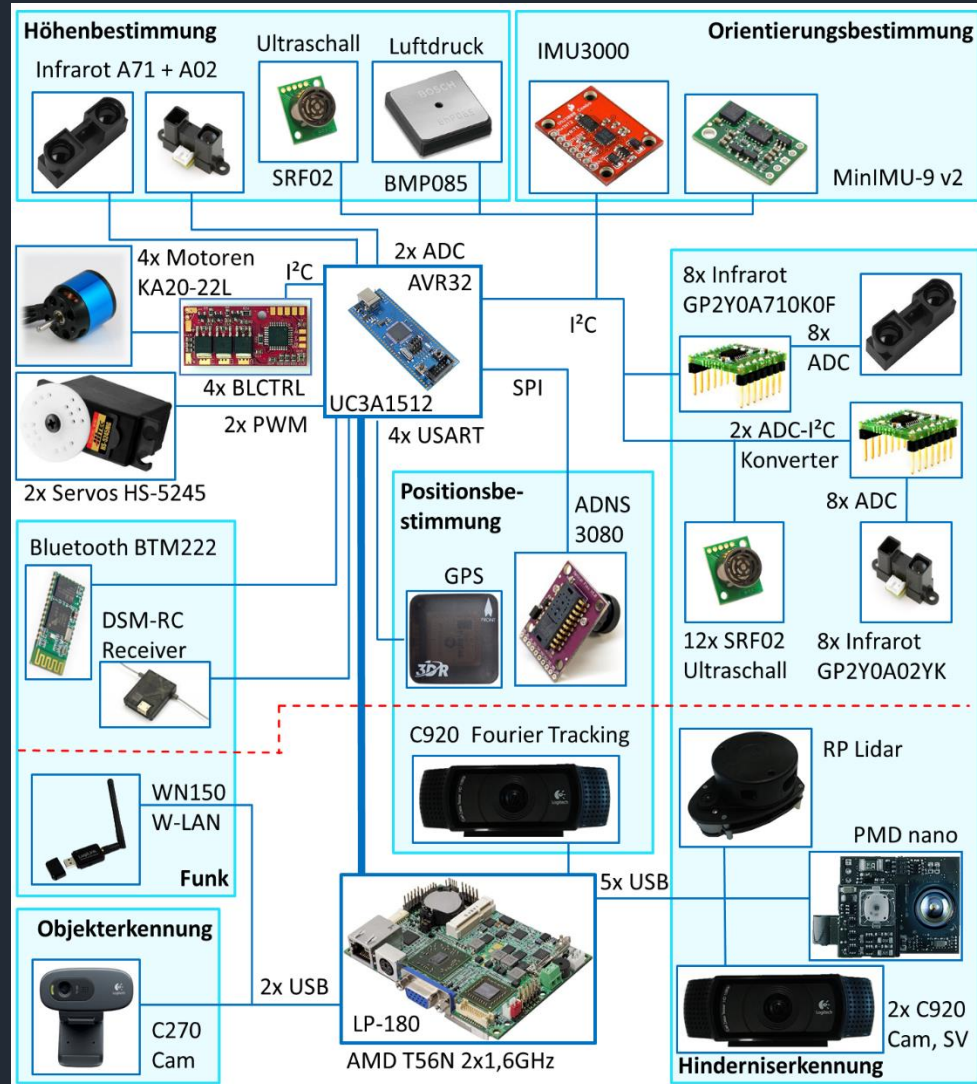 Höhenbestimmung
Infrarot A71 + A02
Ultraschall
Luftdruck
BOSCH
SRF02
BMP085
IMU3000
Orientierungsbestimmung
MinIMU-9 v2
4x Motoren
KA20-22L
I²C
2x ADC
AVR32
4x BLCTRL
UC3A1512
2x PWM
4x USART
SPI
I²C
2x Servos HS-5245
8x Infrarot
GP2Y0A710K0F
8x
ADC
2x ADC-I²C
Konverter
8x ADC
12x SRF02
Ultraschall
8x Infrarot
GP2Y0A02YK
Bluetooth BTM222
DSM-RC
Receiver
Positionsbe-
stimmung
GPS
FRONT
3DR
ADNS
3080
C920 Fourier Tracking
WN150
W-LAN
Funk
RP Lidar
PMD nano
5x USB
Objekterkennung
2x USB
C270
Cam
LP-180
AMD T56N 2x1,6GHz
2x C920
Cam, SV
Hinderniserkennung